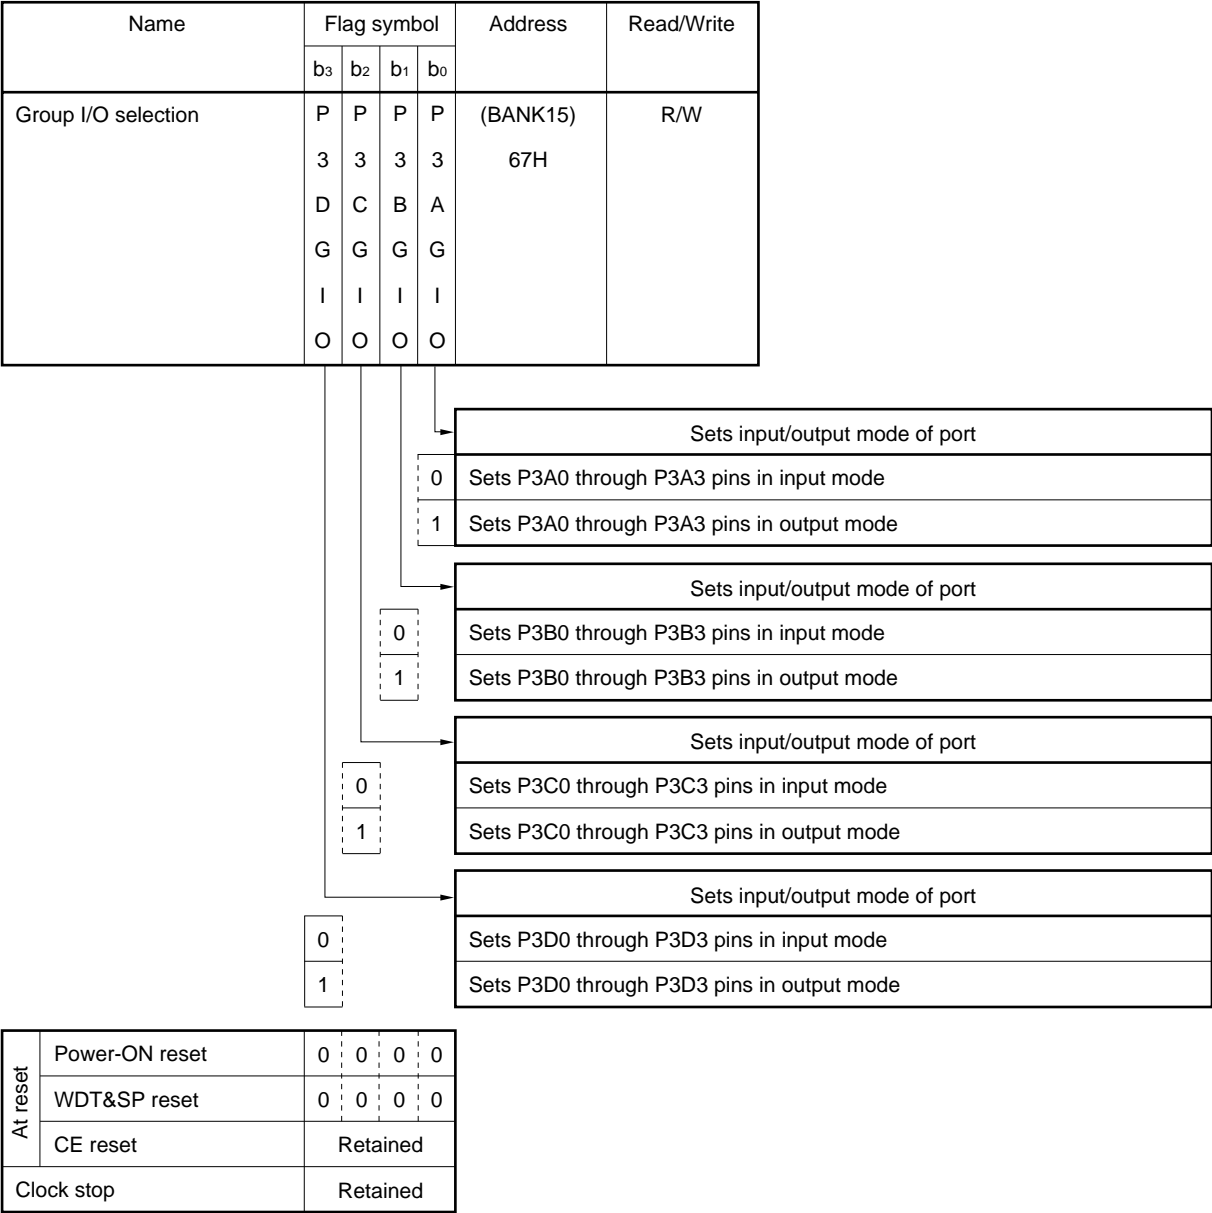 Name Flag symbol Address Read/Write
b3 b2 b1 b0
Group I/O selection P P P P (BANK15) R/W
3 3 3 3 67H
D C B A
G G G G
I I I I
O O O O
Sets input/output mode of port
0 Sets P3A0 through P3A3 pins in input mode
1 Sets P3A0 through P3A3 pins in output mode
Sets input/output mode of port
0 Sets P3B0 through P3B3 pins in input mode
1 Sets P3B0 through P3B3 pins in output mode
Sets input/output mode of port
0 Sets P3C0 through P3C3 pins in input mode
1 Sets P3C0 through P3C3 pins in output mode
Sets input/output mode of port
0 Sets P3D0 through P3D3 pins in input mode
1 Sets P3D0 through P3D3 pins in output mode
At reset
Power-ON reset 0 0 0 0
WDT&SP reset 0 0 0 0
CE reset Retained
Clock stop Retained